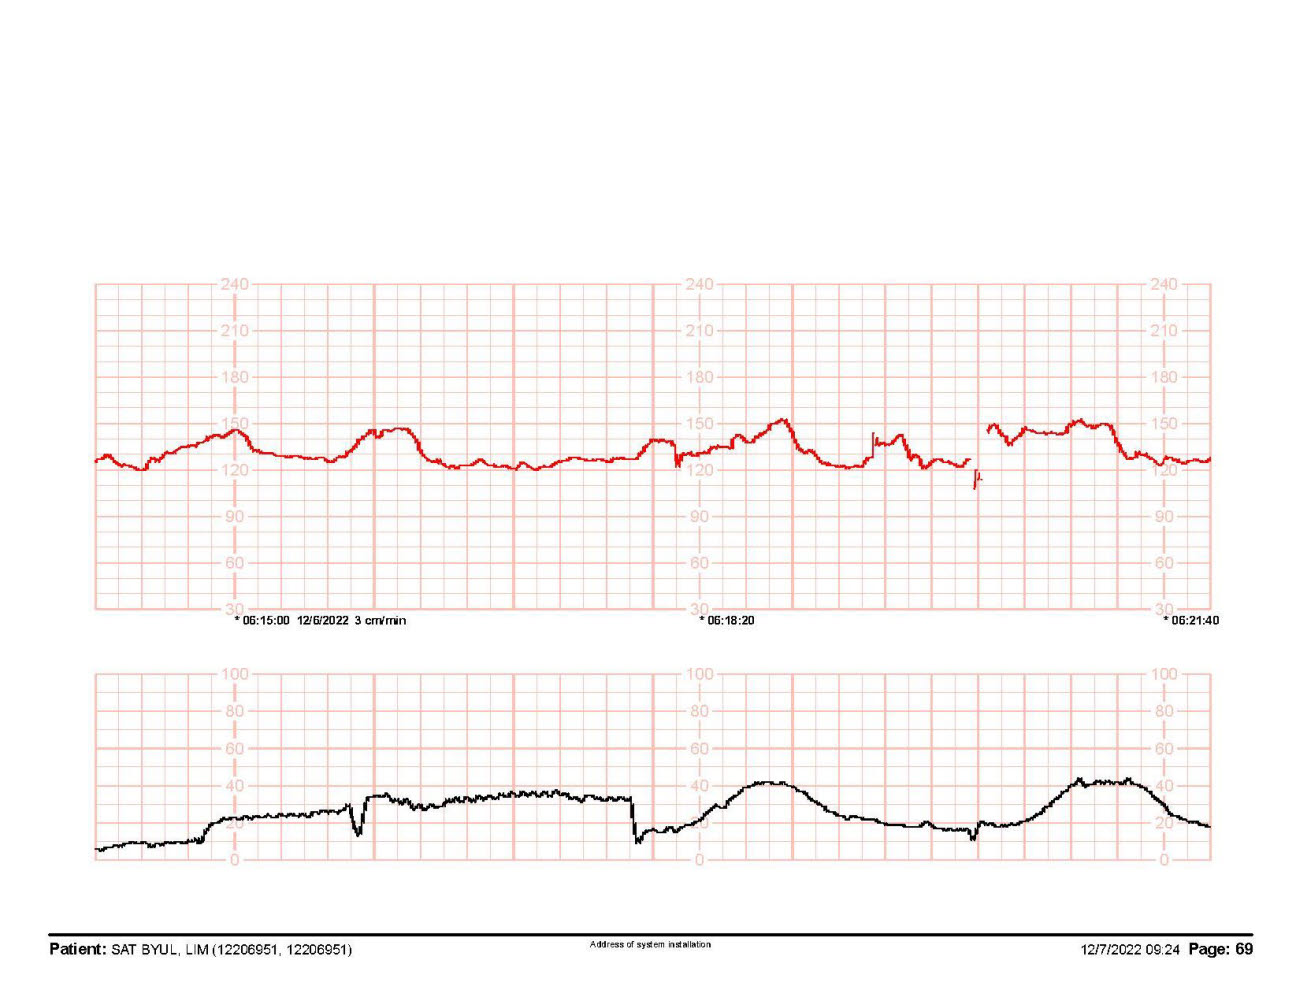 240 240 240
210 210 210
180 180 180
150 150 150
120 120 120
90 90 90
60 60 60
30 30 30
* 06:15:00 12/6/2022 3 cm/min * 06:18:20 * 06:21:40
100 100 100
80 80 80
60 60 60
40 40 40
20 20 20
0 0 0
Patient: SAT BYUL, LIM (12206951, 12206951) Address of system installation 12/7/2022 09:24 Page: 69